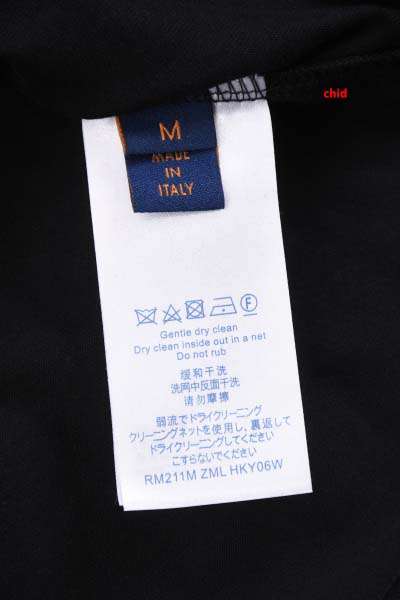 chid
M
MADE
IN
ITALY
Gentle dry clean
Dry clean inside out in a net
Do not rub
缓和干洗
洗网中反面干洗
请勿摩擦
弱流でドライクリーニング
クリーニングネットを使用し、裏返して
ドライクリーニングしてください
こすらないでください
RM211M ZML HKY06W